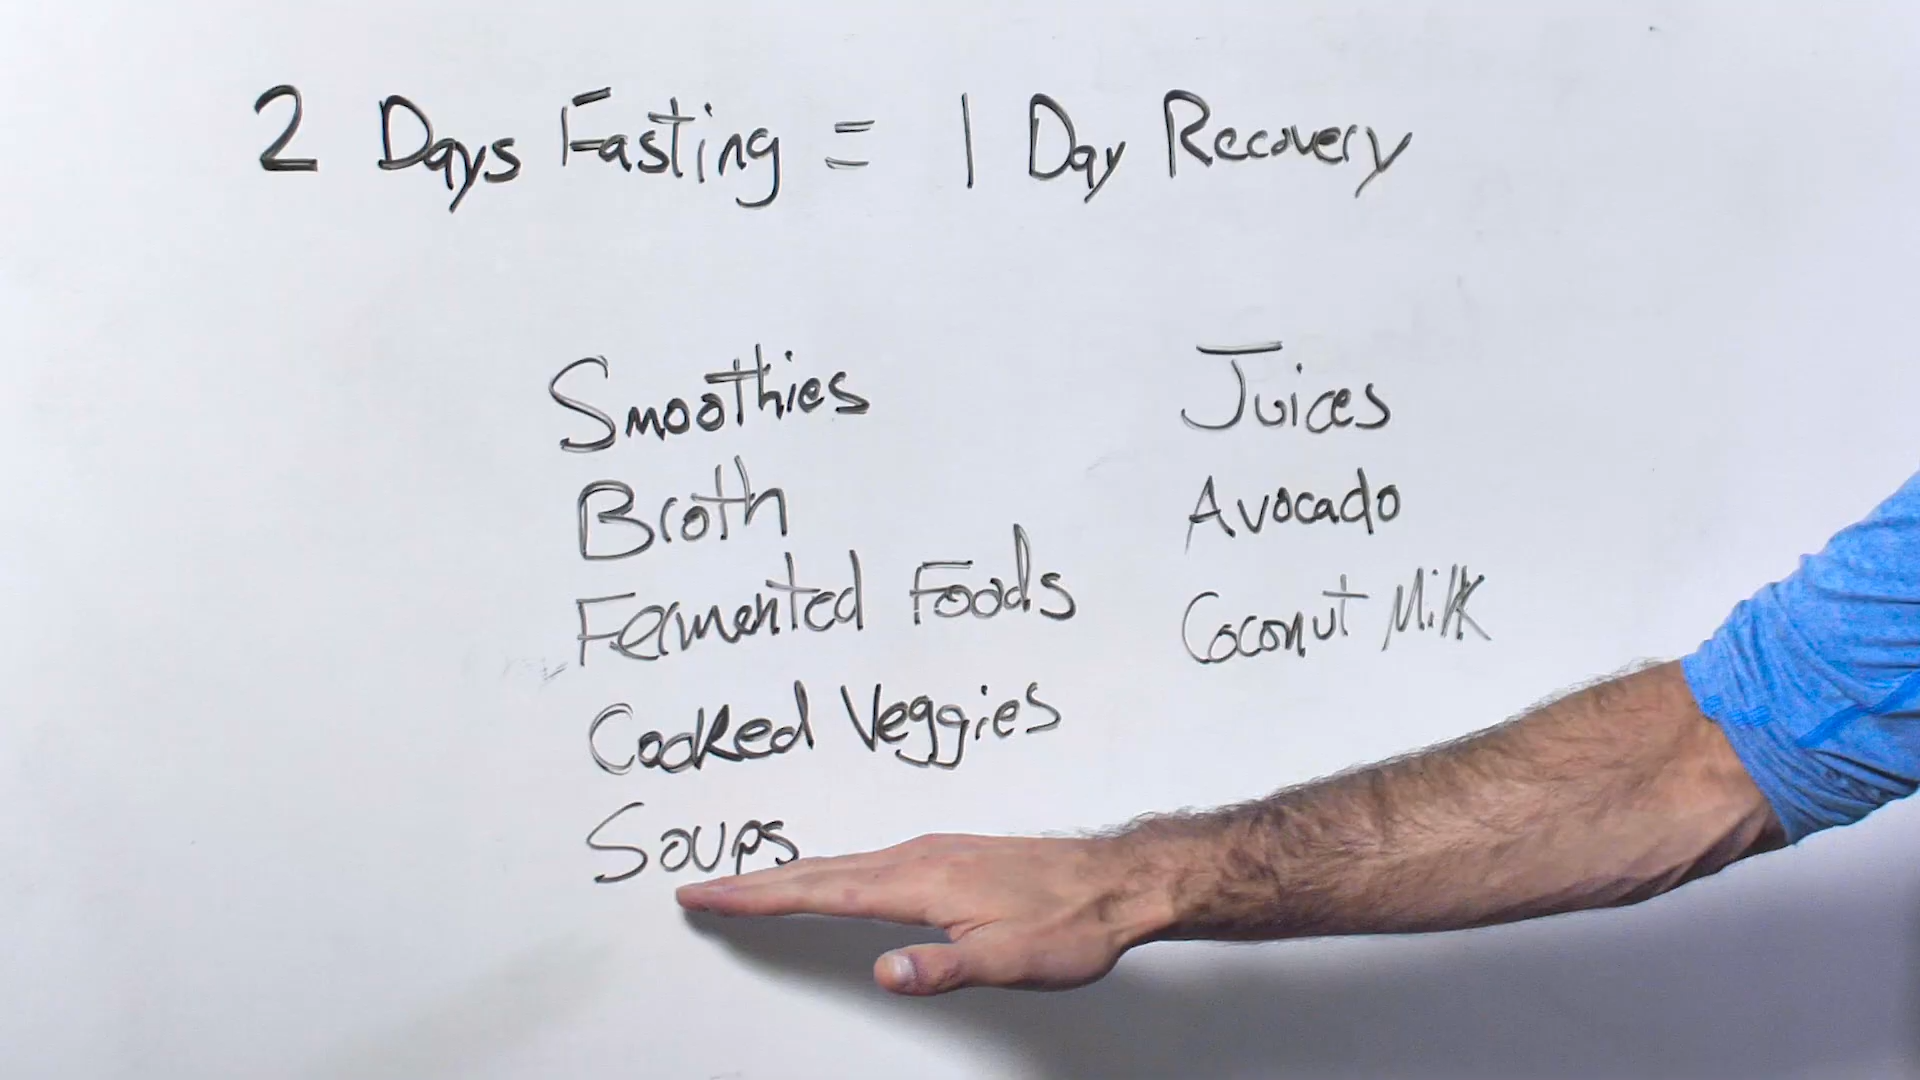 2 Days Fasting = 1 Day Recovery
Smoothies
Broth
Fermented Foods
Cooked Veggies
Soups
Juices
Avocado
Coconut Milk